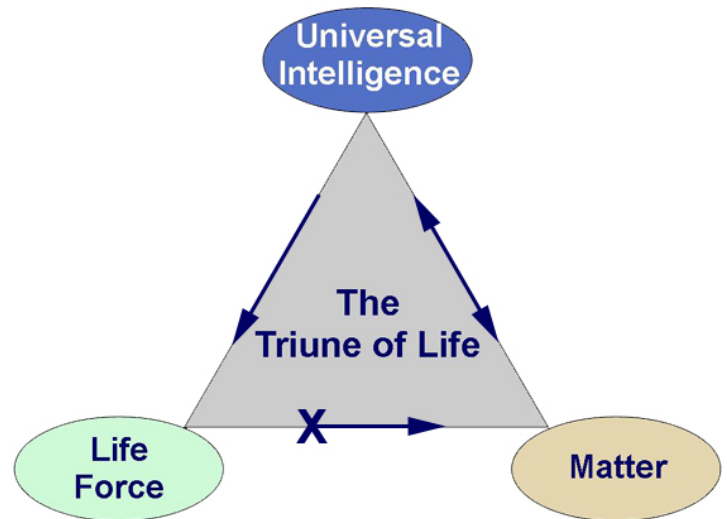 Universal
Intelligence
The
Triune of Life
X
Life
Force
Matter